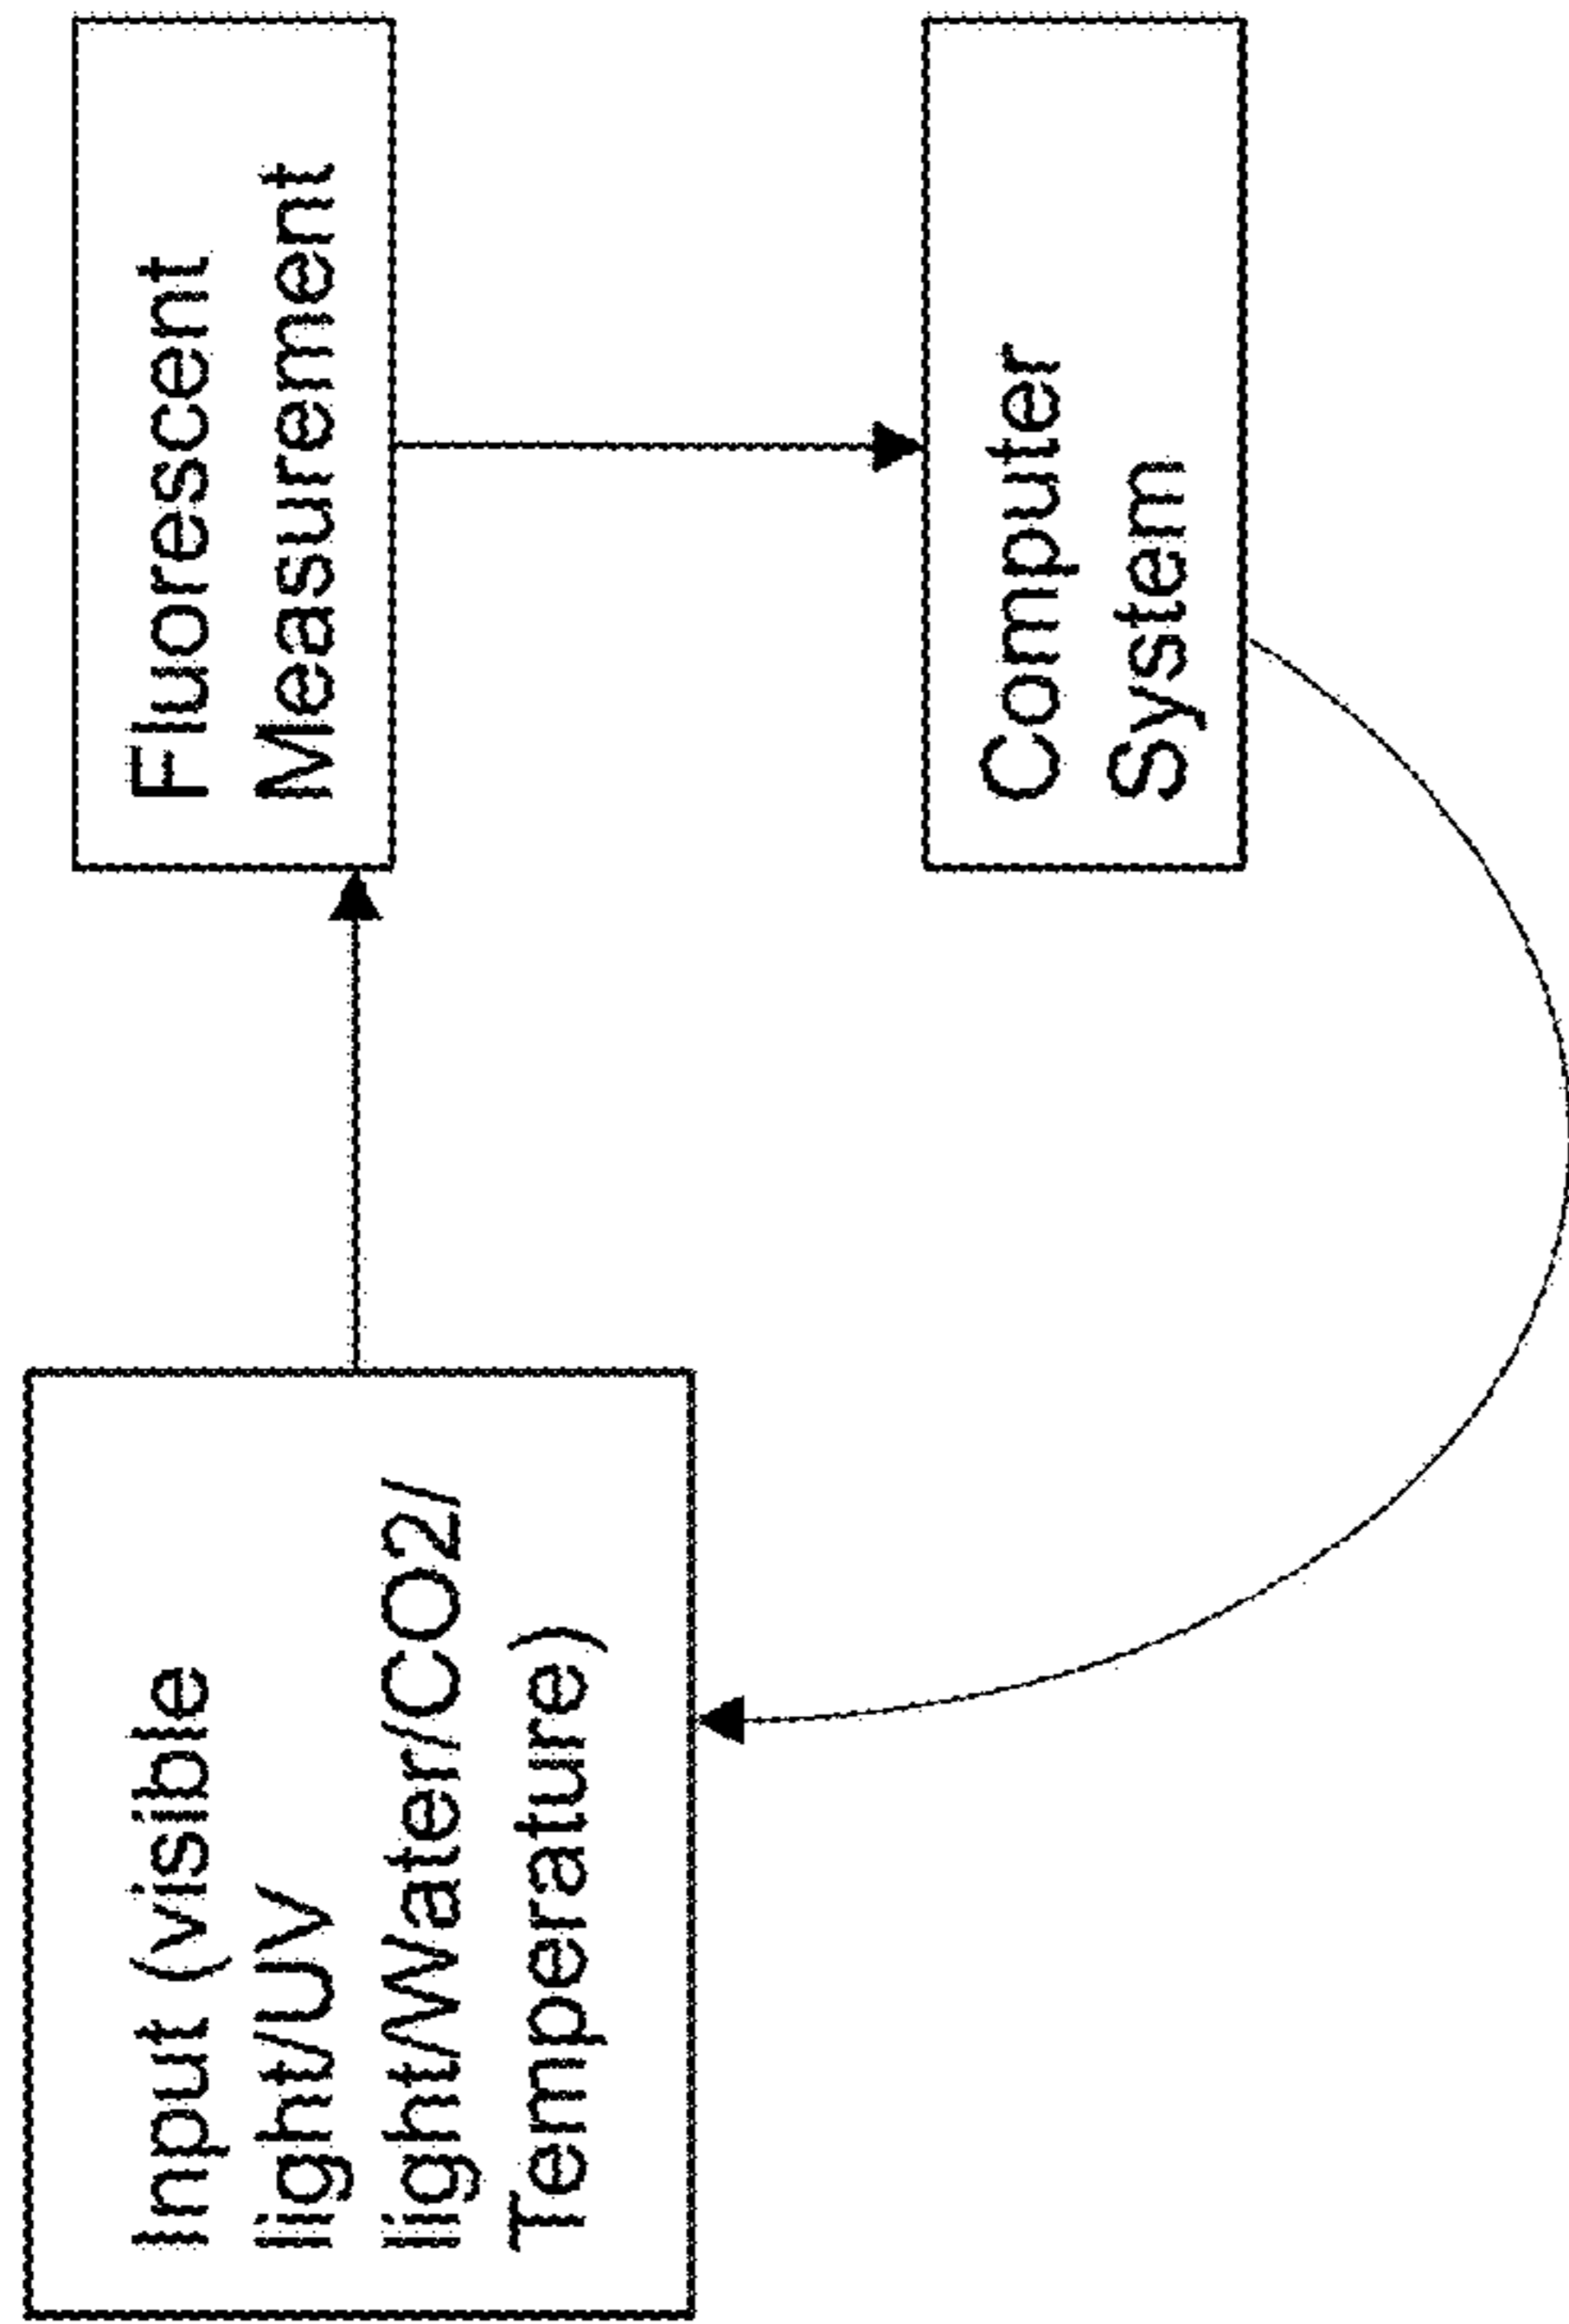 Input (visible
light/UV
light/Water/CO2/
Temperature)
Fluorescent
Measurement
Computer
System